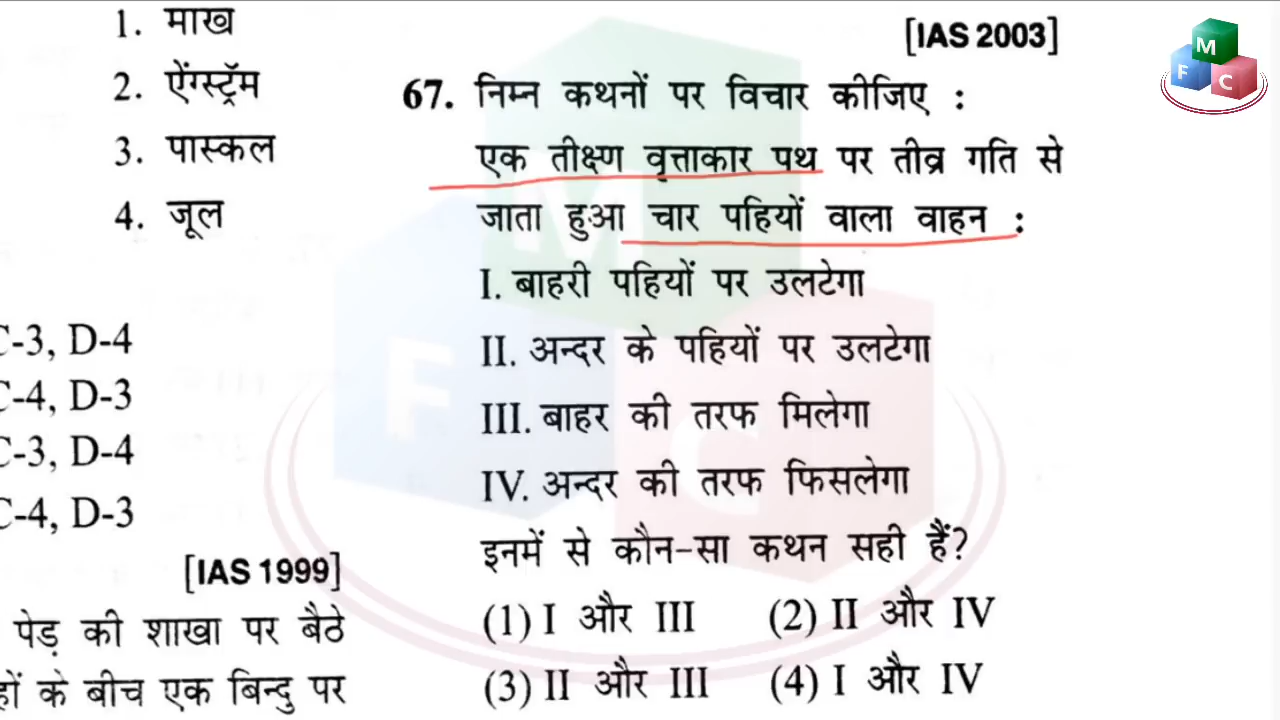 1. माख
2. ऐंग्स्ट्रॅम
3. पास्कल
4. जूल
C-3, D-4
C-4, D-3
C-3, D-4
C-4, D-3
[IAS 1999]
पेड़ की शाखा पर बैठे
हों के बीच एक बिन्दु पर
[IAS 2003]
67. निम्न कथनों पर विचार कीजिए :
एक तीक्ष्ण वृत्ताकार पथ पर तीव्र गति से
जाता हुआ चार पहियों वाला वाहन :
I. बाहरी पहियों पर उलटेगा
II. अन्दर के पहियों पर उलटेगा
III. बाहर की तरफ मिलेगा
IV. अन्दर की तरफ फिसलेगा
इनमें से कौन-सा कथन सही हैं?
(1) I और III (2) II और IV
(3) II और III (4) I और IV
M
F C
M
F C